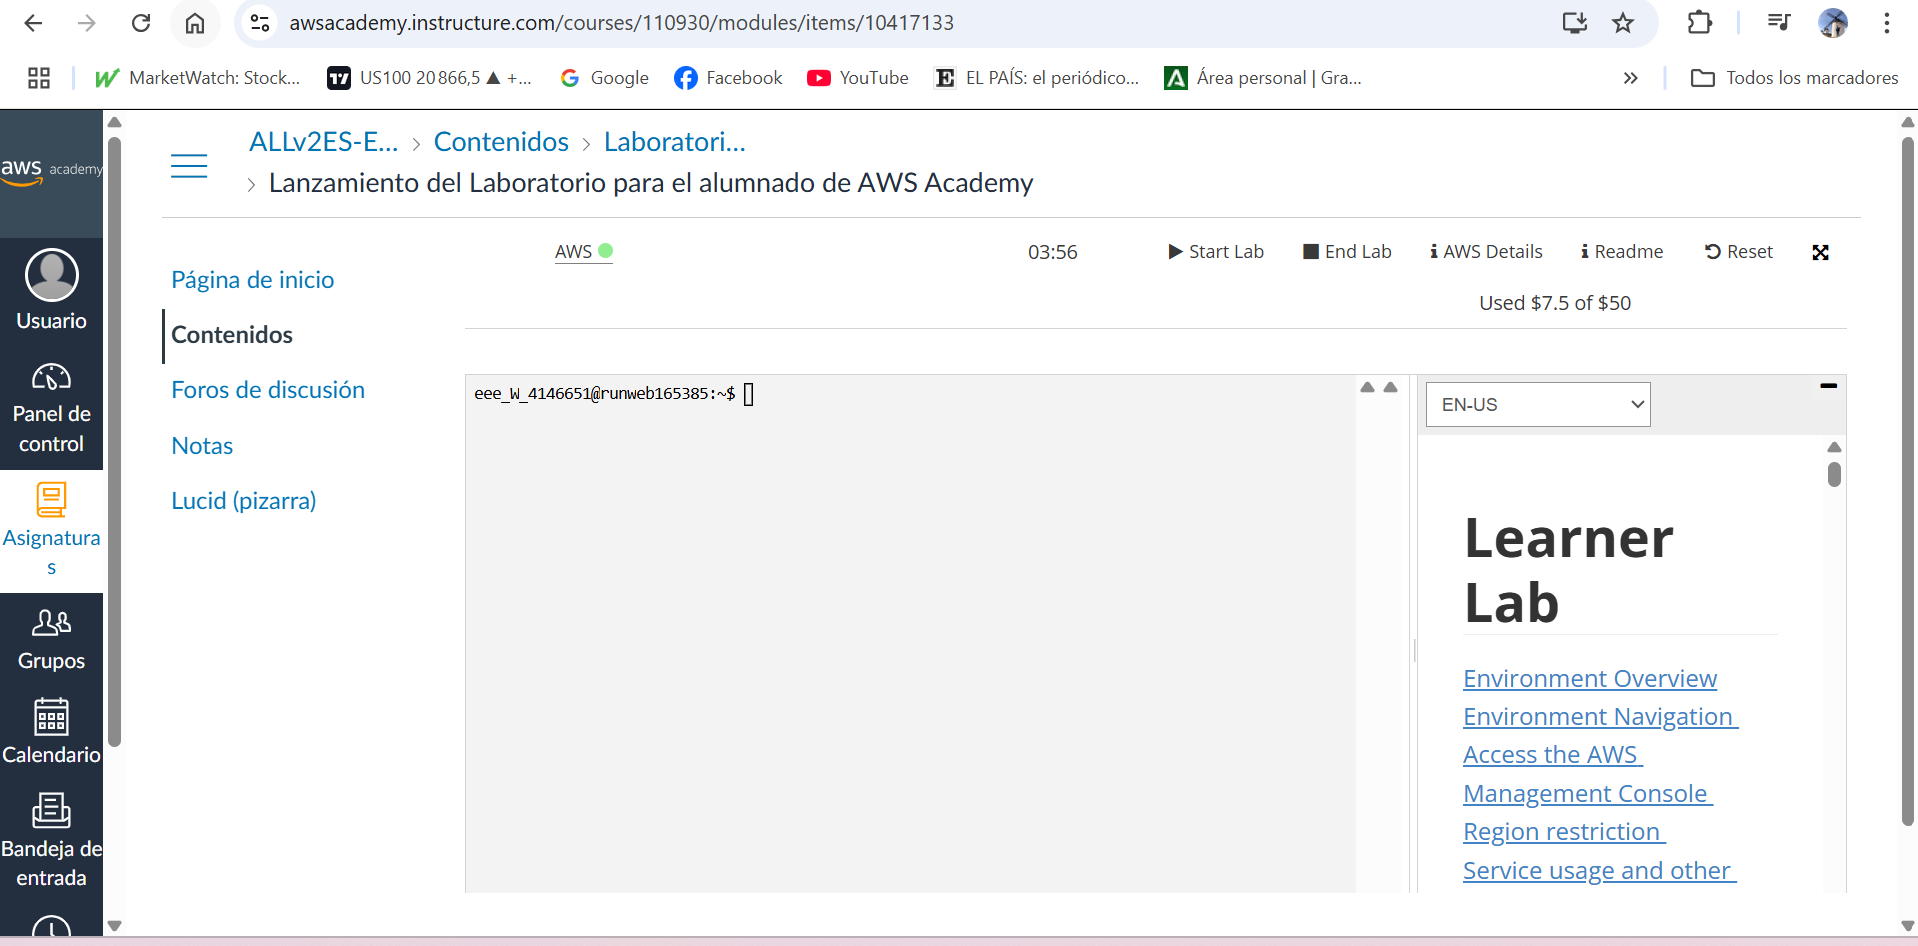 awsacademy.instructure.com/courses/110930/modules/items/10417133
MarketWatch: Stock...
US100 20 866,5 ▲ +...
Google
Facebook
YouTube
EL PAÍS: el periódico...
Área personal | Gra...
»
Todos los marcadores
aws academy
Usuario
Panel de
control
Asignatura
s
Grupos
Calendario
Bandeja de
entrada
ALLv2ES-E... > Contenidos > Laboratori...
> Lanzamiento del Laboratorio para el alumnado de AWS Academy
Página de inicio
Contenidos
Foros de discusión
Notas
Lucid (pizarra)
AWS
03:56
Start Lab
End Lab
AWS Details
Readme
Reset
Used $7.5 of $50
eee_W_4146651@runweb165385:~$
EN-US
Learner
Lab
Environment Overview
Environment Navigation
Access the AWS
Management Console
Region restriction
Service usage and other